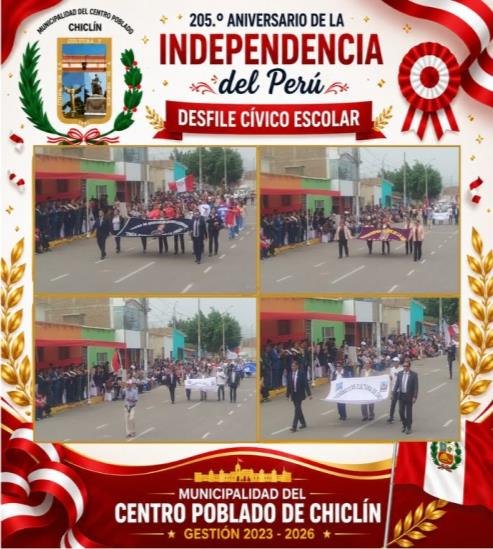 MUNICIPALIDAD DEL CENTRO POBLADO
CHICLÍN
205.º ANIVERSARIO DE LA
INDEPENDENCIA
del Perú
DESFILE CÍVICO ESCOLAR
MUNICIPALIDAD DEL
CENTRO POBLADO DE CHICLÍN
GESTIÓN 2023 - 2026